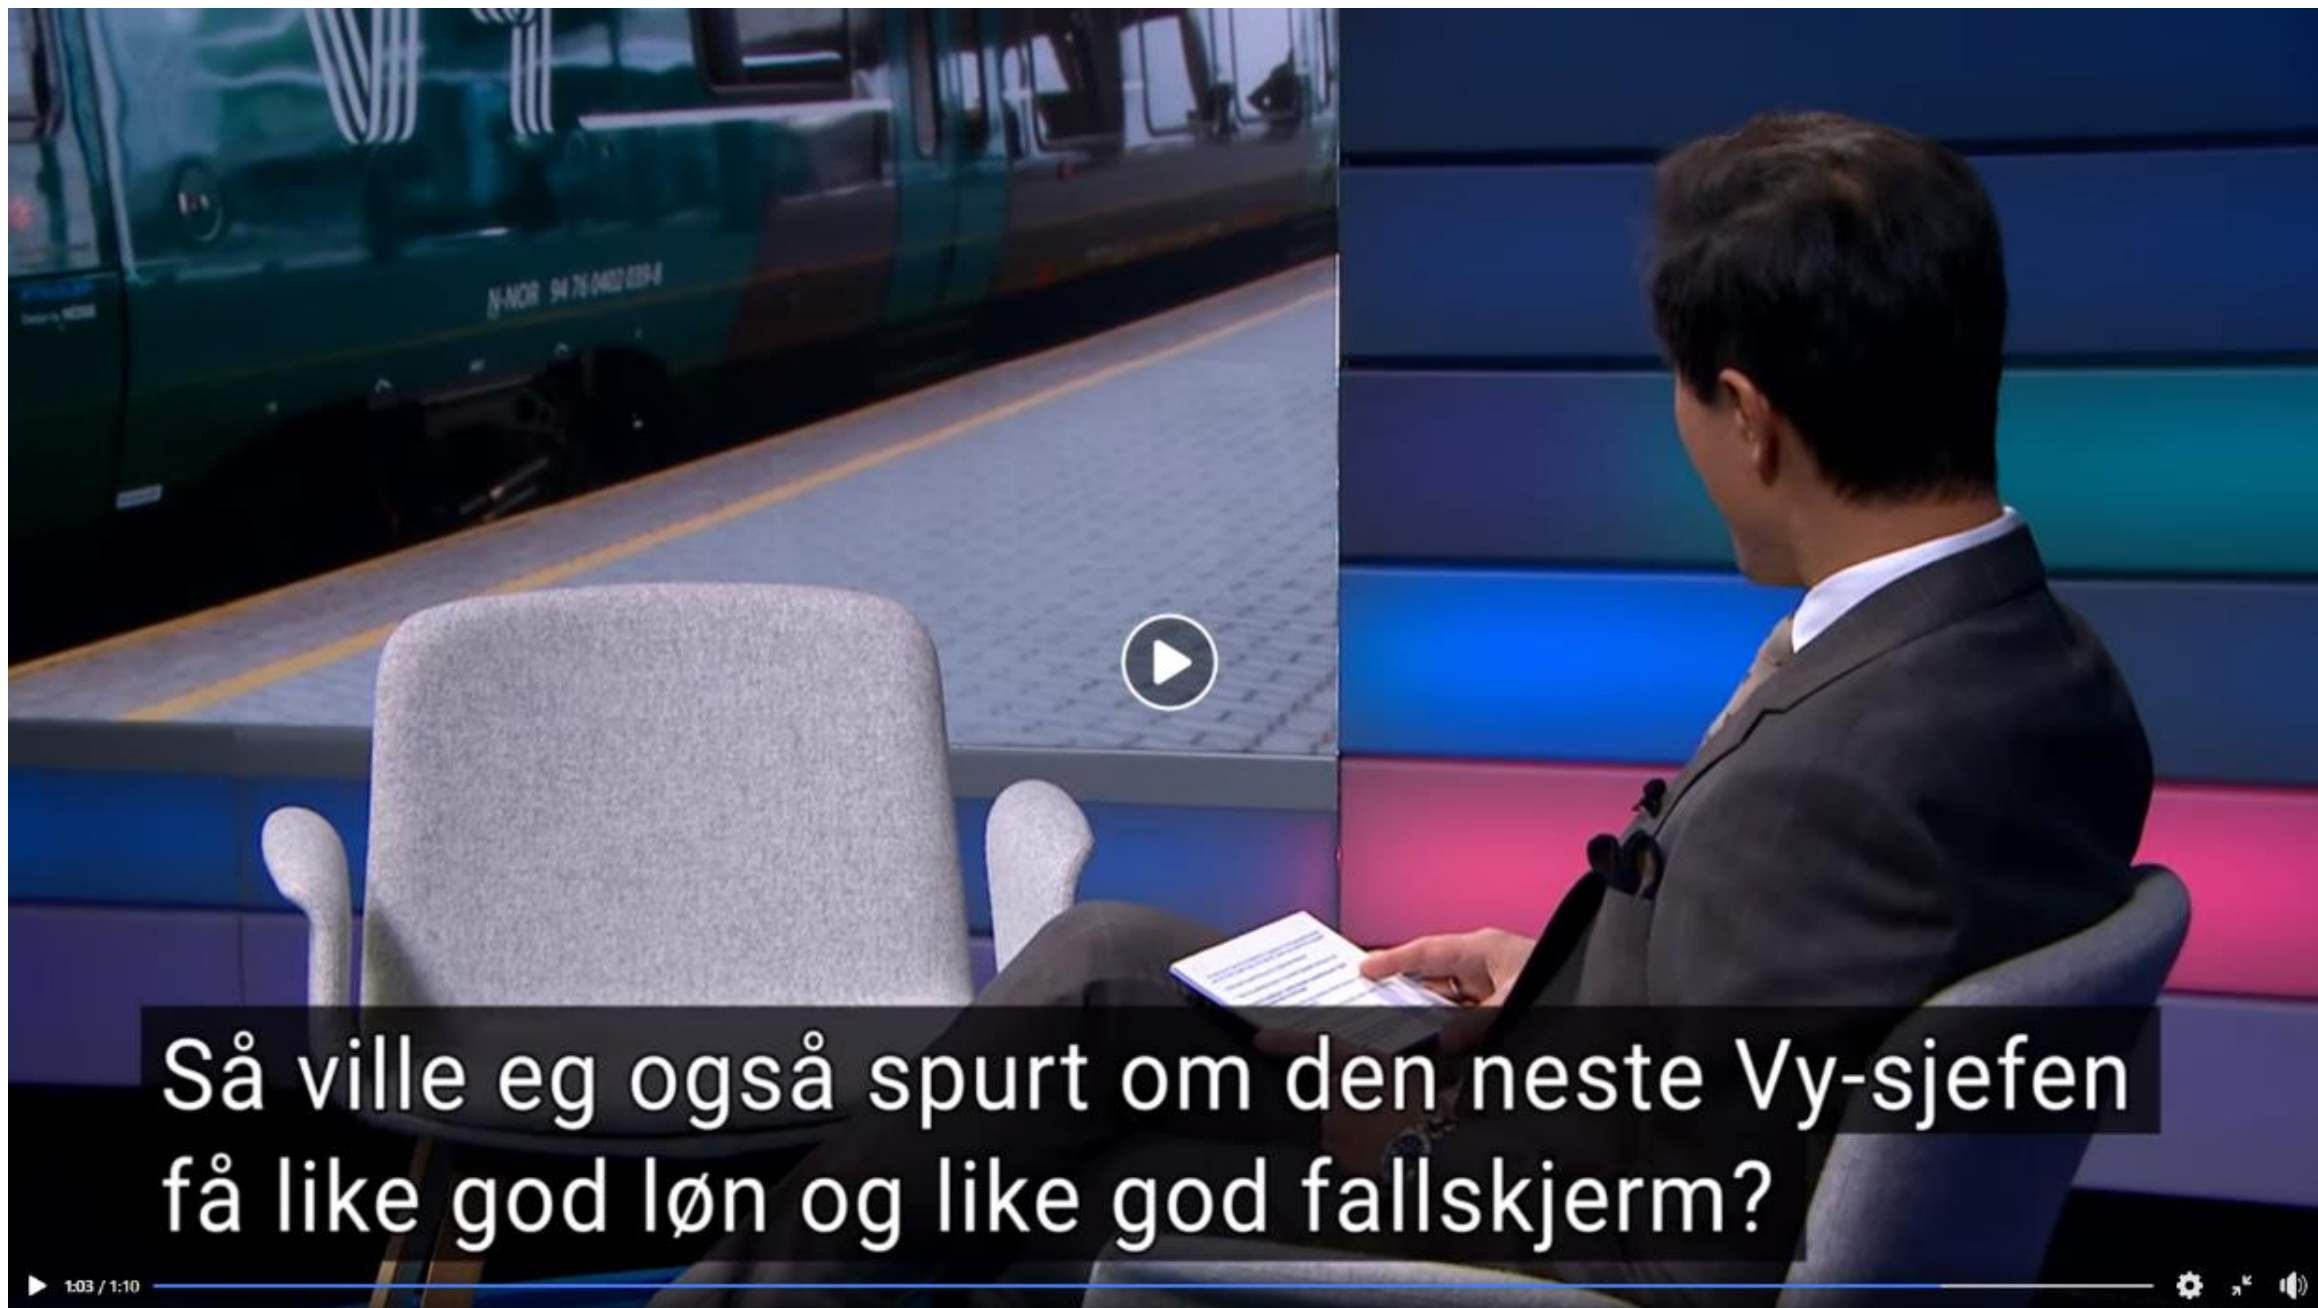 Vy
N-NOR 94 76 0402 039-8
Så ville eg også spurt om den neste Vy-sjefen
få like god løn og like god fallskjerm?
1:03 / 1:10